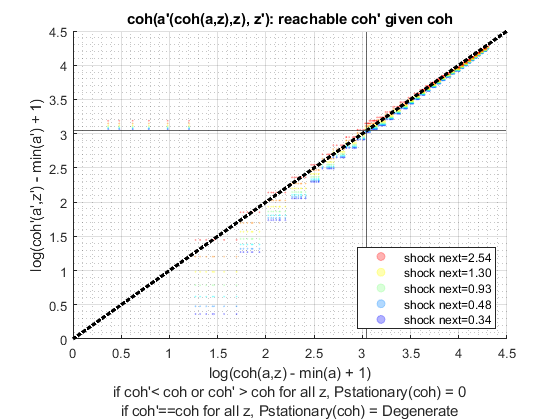 coh(a'(coh(a,z),z), z'): reachable coh' given coh
log(coh'(a',z') - min(a') + 1)
4.5
4
3.5
3
2.5
2
1.5
1
0.5
0
shock next=2.54
shock next=1.30
shock next=0.93
shock next=0.48
shock next=0.34
0 0.5 1 1.5 2 2.5 3 3.5 4 4.5
log(coh(a,z) - min(a) + 1)
if coh'< coh or coh' > coh for all z, Pstationary(coh) = 0
if coh'==coh for all z, Pstationary(coh) = Degenerate